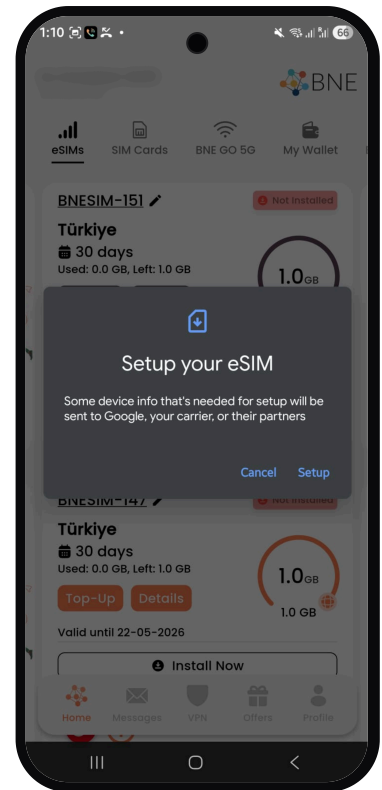 1:10
66
BNE
eSIMs
SIM Cards
BNE GO 5G
My Wallet
BNESIM-151
Not installed
Türkiye
30 days
Used: 0.0 GB, Left: 1.0 GB
1.0GB
Setup your eSIM
Some device info that's needed for setup will be
sent to Google, your carrier, or their partners
Cancel
Setup
BNESIM-147
Not installed
Türkiye
30 days
Used: 0.0 GB, Left: 1.0 GB
1.0GB
Top-Up
Details
1.0 GB
Valid until 22-05-2026
Install Now
Home
Messages
VPN
Offers
Profile